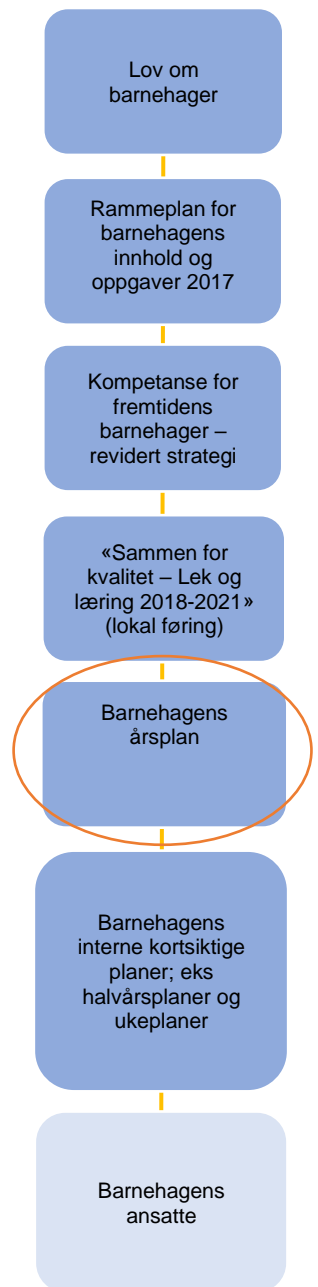 Lov om
barnehager
Rammeplan for
barnehagens
innhold og
oppgaver 2017
Kompetanse for
fremtidens
barnehager –
revidert strategi
«Sammen for
kvalitet – Lek og
læring 2018-2021»
(lokal føring)
Barnehagens
årsplan
Barnehagens
interne kortsiktige
planer; eks
halvårsplaner og
ukeplaner
Barnehagens
ansatte